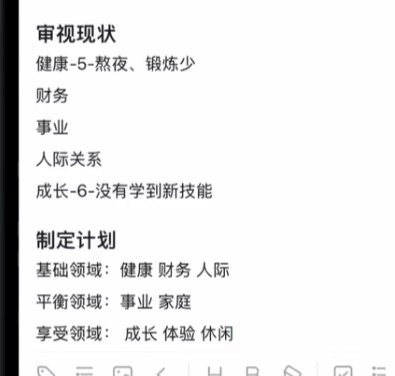 审视现状
健康-5-熬夜、锻炼少
财务
事业
人际关系
成长-6-没有学到新技能
制定计划
基础领域：健康 财务 人际
平衡领域：事业 家庭
享受领域： 成长 体验 休闲